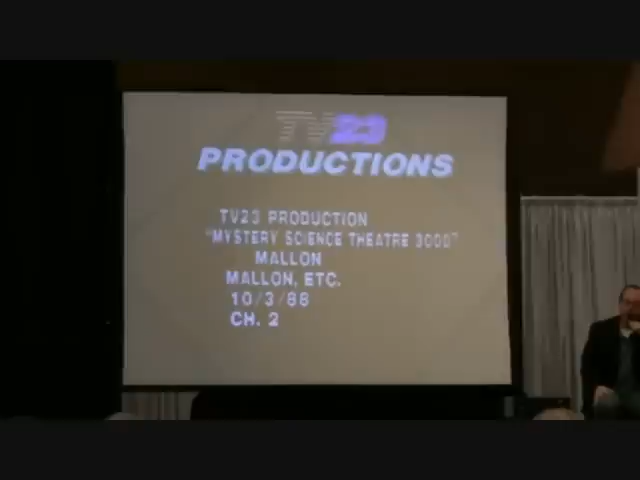 TV23
PRODUCTIONS
TV23 PRODUCTION
"MYSTERY SCIENCE THEATRE 3000"
MALLON
MALLON, ETC.
10/3/88
CH. 2